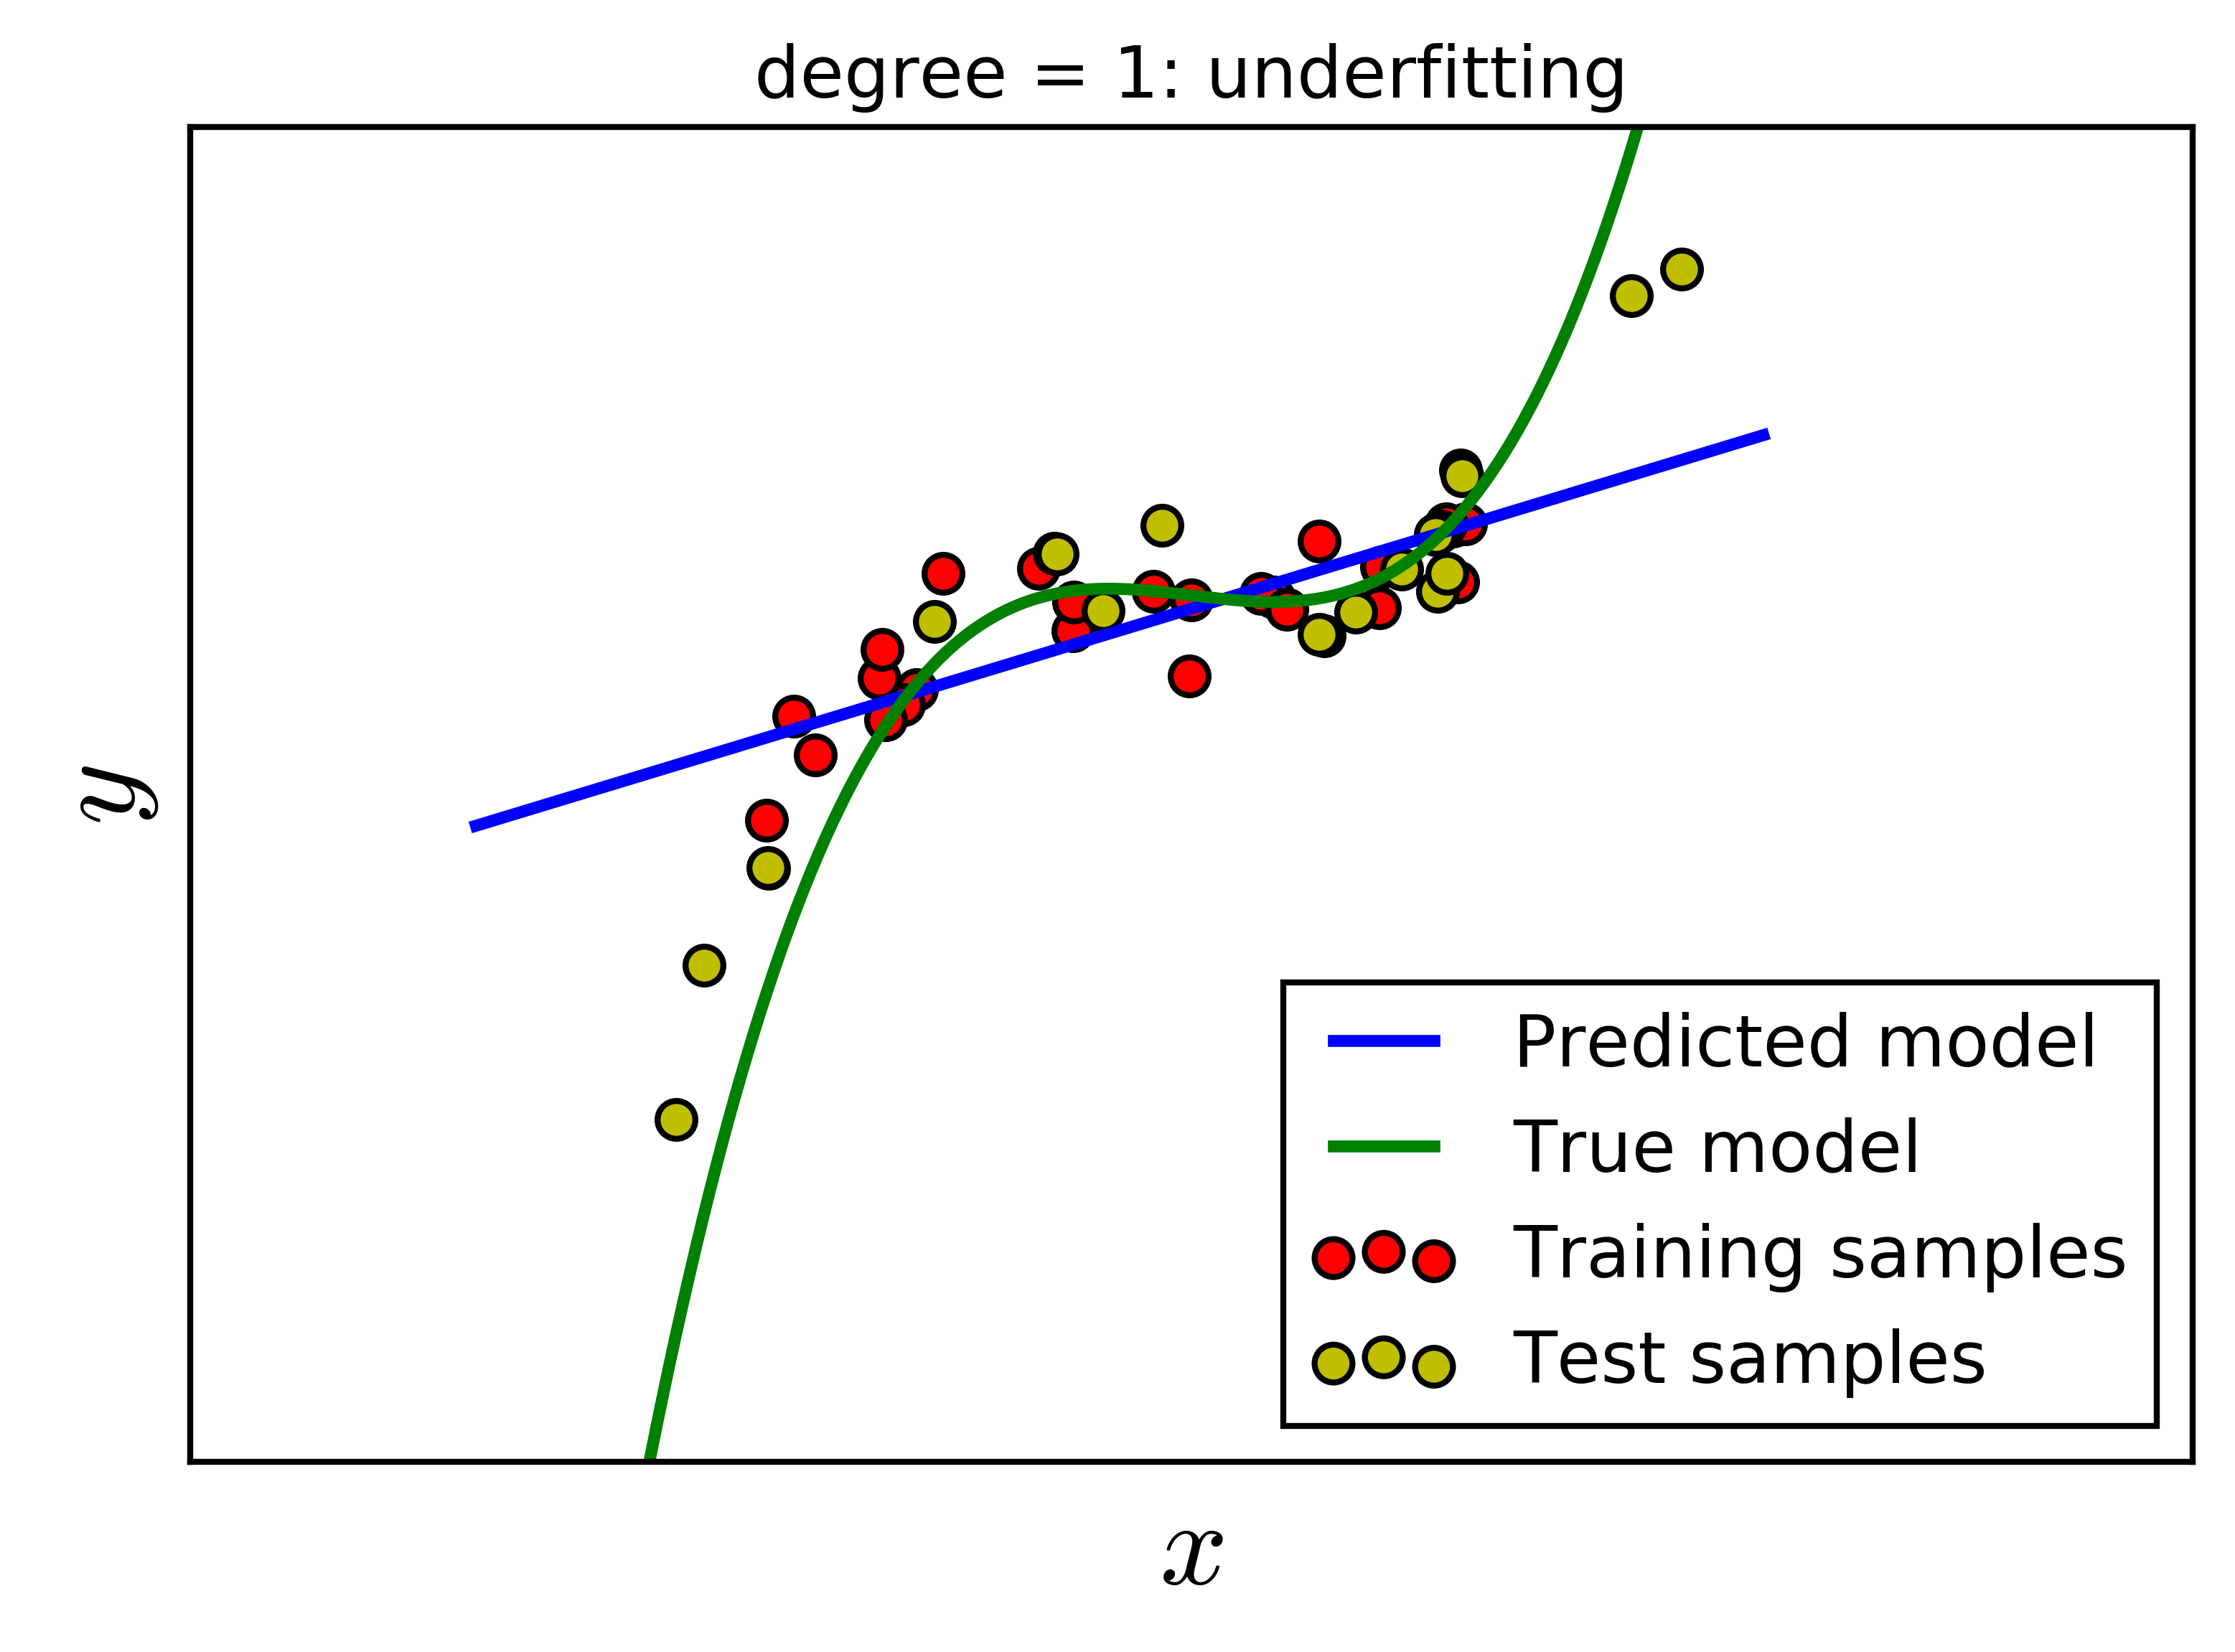 degree = 1: underfitting
y
Predicted model
True model
Training samples
Test samples
x